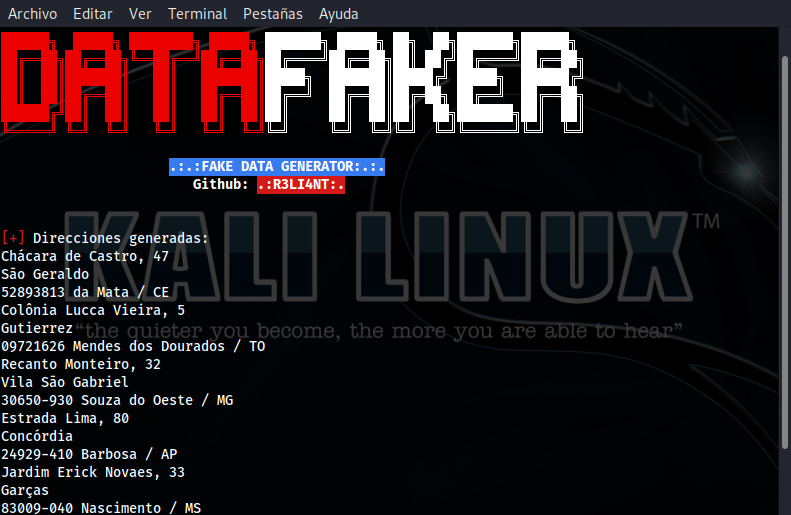 Archivo Editar Ver Terminal Pestañas Ayuda
DATAFAKER
.:.:FAKE DATA GENERATOR:.:.
Github: .:R3LI4NT:.
KALI LINUX™
“the quieter you become, the more you are able to hear”
[+] Direcciones generadas:
Chácara de Castro, 47
São Geraldo
52893813 da Mata / CE
Colônia Lucca Vieira, 5
Gutierrez
09721626 Mendes dos Dourados / TO
Recanto Monteiro, 32
Vila São Gabriel
30650-930 Souza do Oeste / MG
Estrada Lima, 80
Concórdia
24929-410 Barbosa / AP
Jardim Erick Novaes, 33
Garças
83009-040 Nascimento / MS